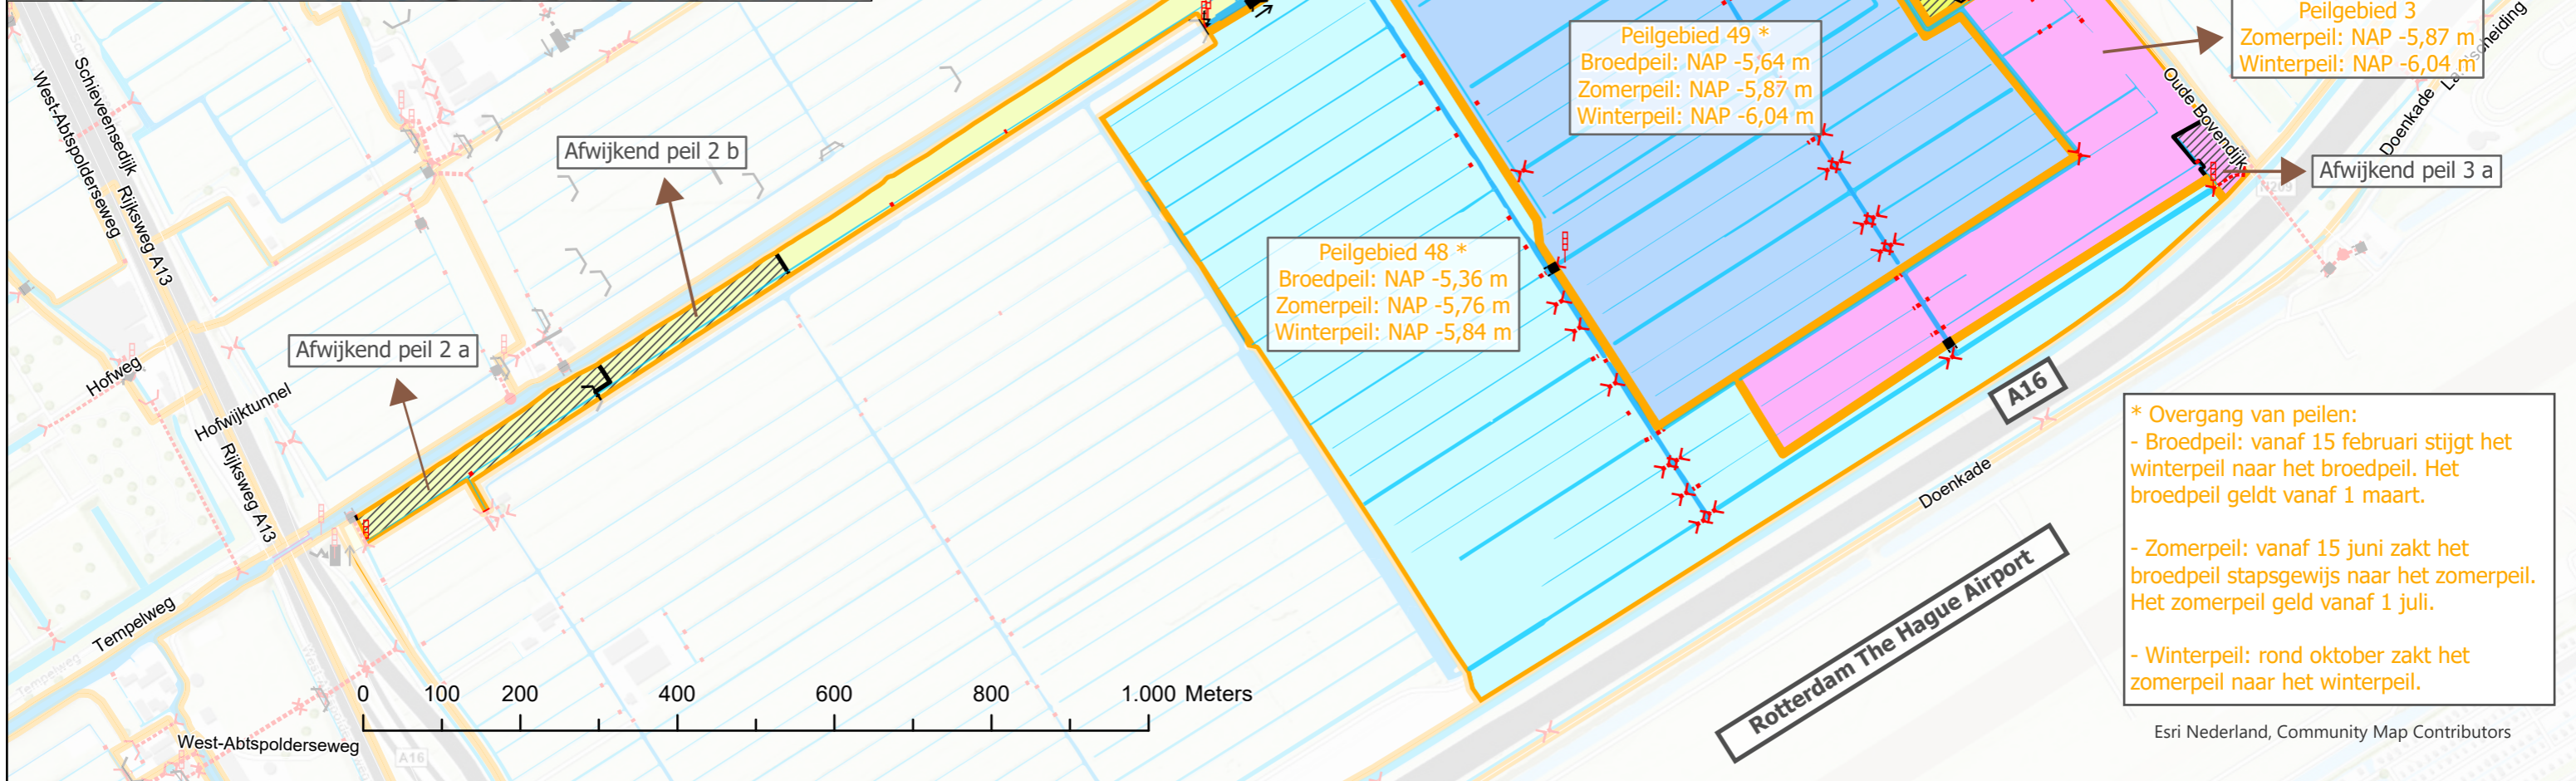 Peilgebied 3
Zomerpeil: NAP -5,87 m
Winterpeil: NAP -6,04 m
Peilgebied 49 *
Broedpeil: NAP -5,64 m
Zomerpeil: NAP -5,87 m
Winterpeil: NAP -6,04 m
Schieveensedijk
West-Abtspolderseweg
Rijksweg A13
Afwijkend peil 2 b
Oude Bovendijk
Doenkade
N209
Afwijkend peil 3 a
Peilgebied 48 *
Broedpeil: NAP -5,36 m
Zomerpeil: NAP -5,76 m
Winterpeil: NAP -5,84 m
Afwijkend peil 2 a
Hofweg
Hofwijktunnel
Rijksweg A13
A16
Doenkade
* Overgang van peilen:
- Broedpeil: vanaf 15 februari stijgt het
winterpeil naar het broedpeil. Het
broedpeil geldt vanaf 1 maart.
- Zomerpeil: vanaf 15 juni zakt het
broedpeil stapsgewijs naar het zomerpeil.
Het zomerpeil geld vanaf 1 juli.
- Winterpeil: rond oktober zakt het
zomerpeil naar het winterpeil.
Rotterdam The Hague Airport
Tempelweg
Tempelweg
0 100 200 400 600 800 1.000 Meters
West-Abtspolderseweg
A16
Esri Nederland, Community Map Contributors